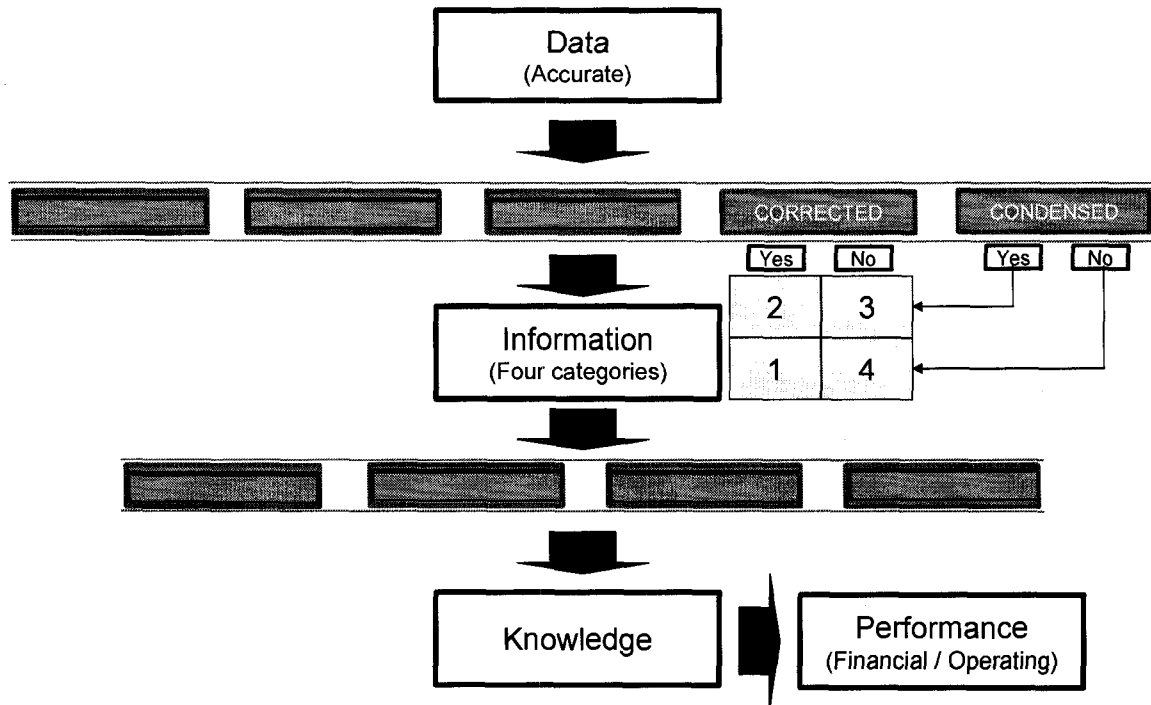 Data
(Accurate)
CORRECTED
CONDENSED
Yes
No
Yes
No
2
3
1
4
Information
(Four categories)
Knowledge
Performance
(Financial / Operating)